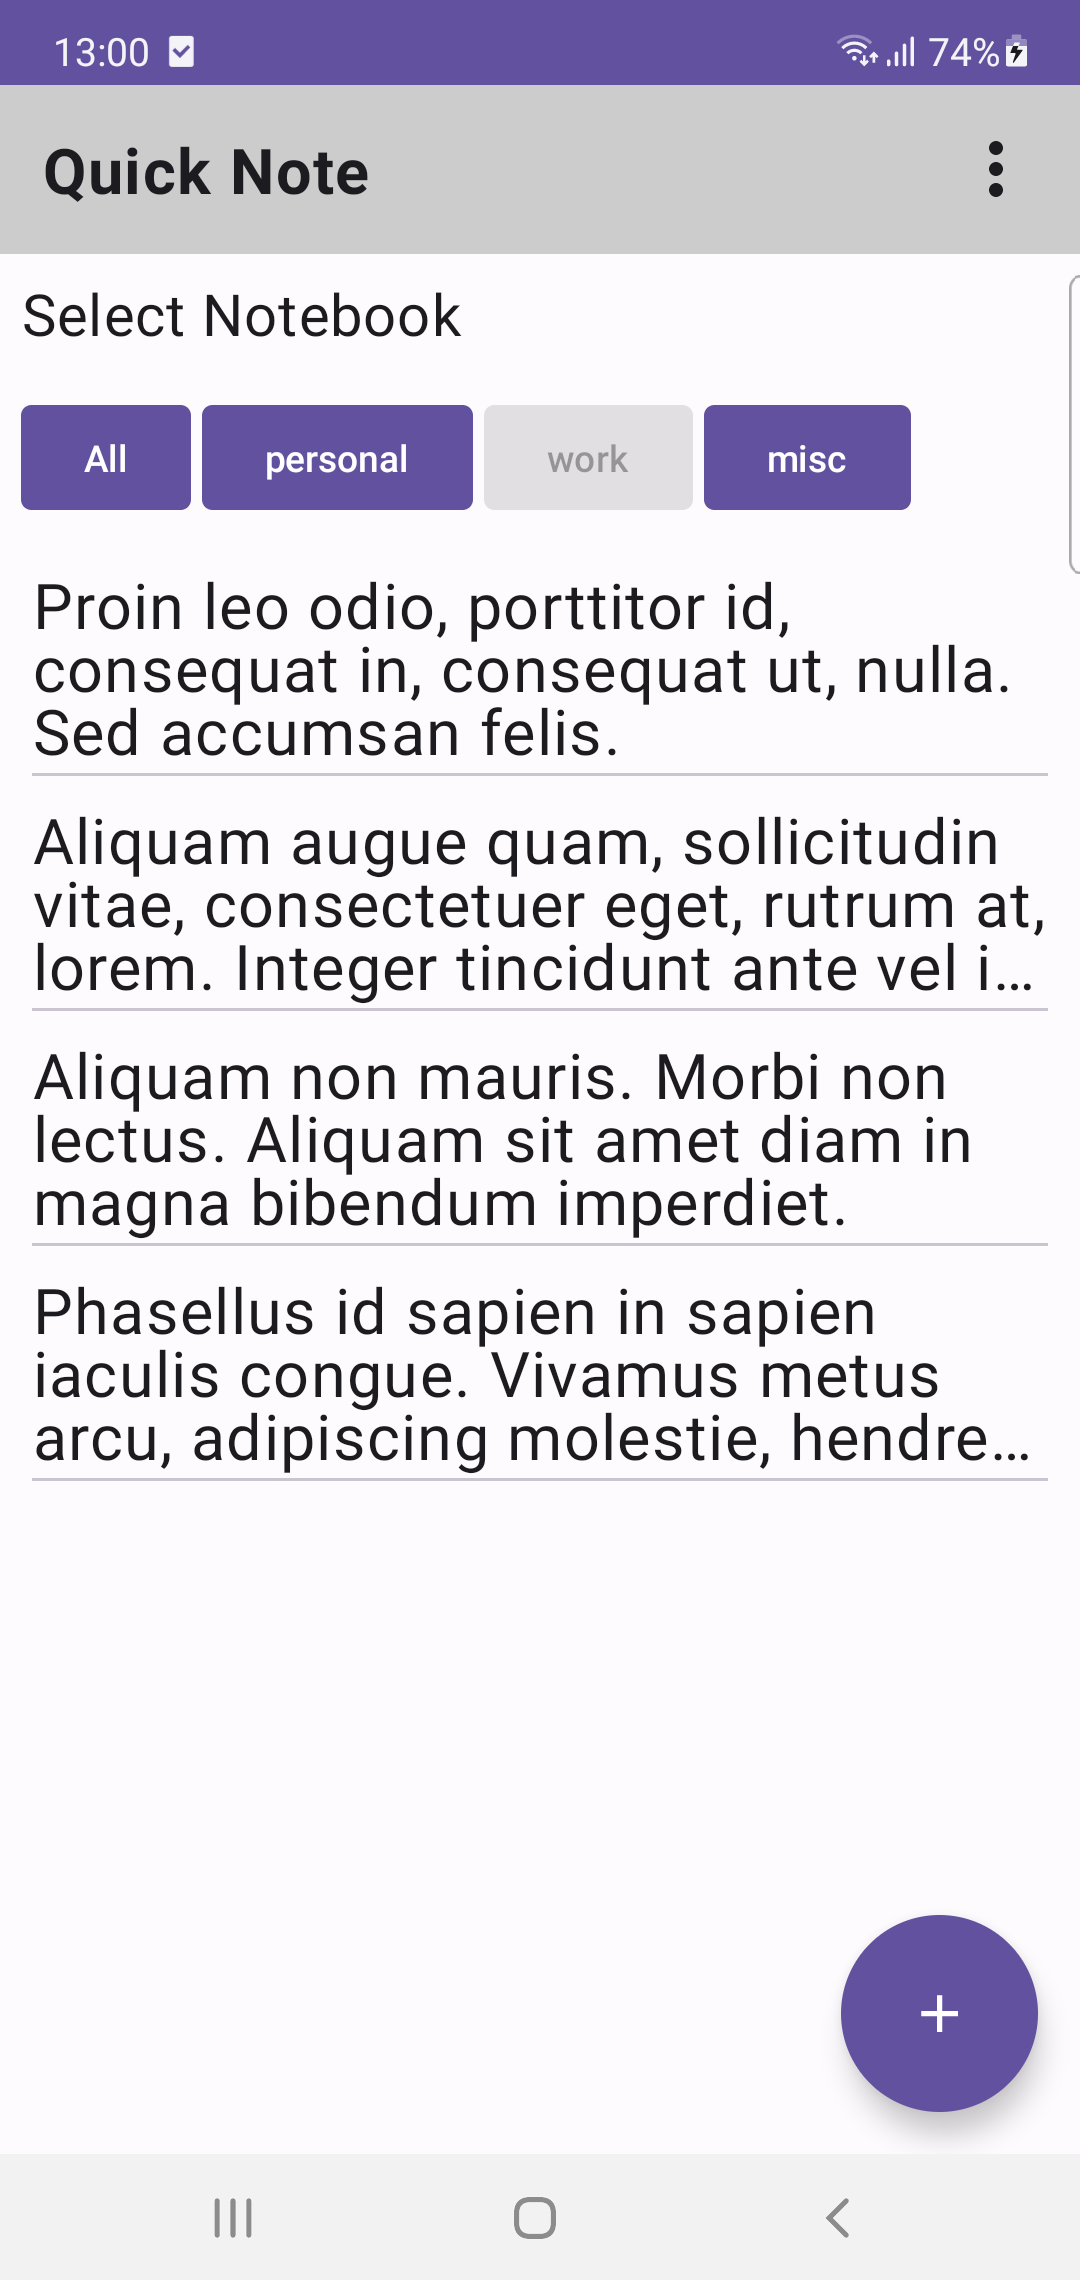 13:00
74%
Quick Note
Select Notebook
All personal work misc
Proin leo odio, porttitor id,
consequat in, consequat ut, nulla.
Sed accumsan felis.
Aliquam augue quam, sollicitudin
vitae, consectetuer eget, rutrum at,
lorem. Integer tincidunt ante vel i...
Aliquam non mauris. Morbi non
lectus. Aliquam sit amet diam in
magna bibendum imperdiet.
Phasellus id sapien in sapien
iaculis congue. Vivamus metus
arcu, adipiscing molestie, hendre...